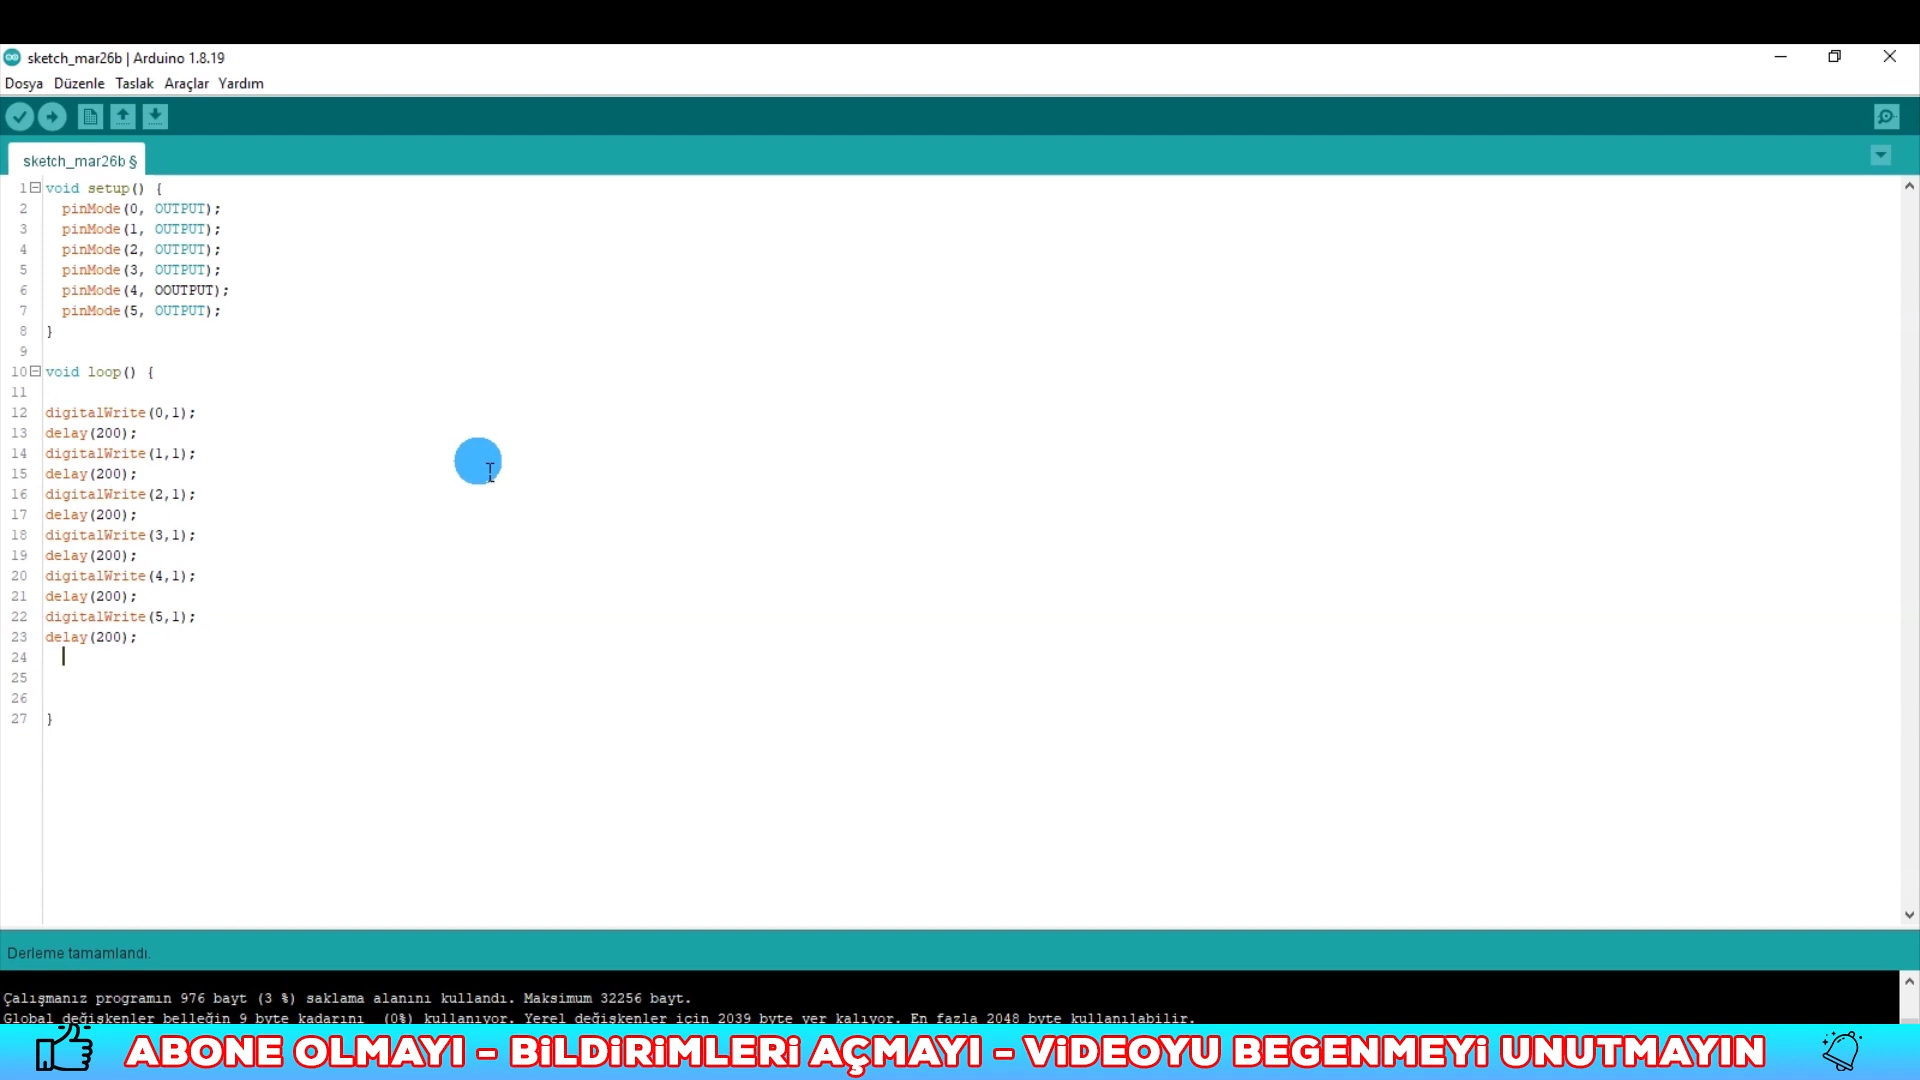 sketch_mar26b | Arduino 1.8.19
Dosya Düzenle Taslak Araçlar Yardım
sketch_mar26b §
1 void setup() {
2 pinMode(0, OUTPUT);
3 pinMode(1, OUTPUT);
4 pinMode(2, OUTPUT);
5 pinMode(3, OUTPUT);
6 pinMode(4, OOUTPUT);
7 pinMode(5, OUTPUT);
8 }
9
10 void loop() {
11
12 digitalWrite(0,1);
13 delay(200);
14 digitalWrite(1,1);
15 delay(200);
16 digitalWrite(2,1);
17 delay(200);
18 digitalWrite(3,1);
19 delay(200);
20 digitalWrite(4,1);
21 delay(200);
22 digitalWrite(5,1);
23 delay(200);
24
25
26
27 }
Derleme tamamlandı.
Çalışmanız programın 976 bayt (3 %) saklama alanını kullandı. Maksimum 32256 bayt.
Global değişkenler belleğin 9 byte kadarını (0%) kullanıyor. Yerel değişkenler için 2039 byte yer kalıyor. En fazla 2048 byte kullanılabilir.
ABONE OLMAYI - BiLDiRiMLERi AÇMAYI - ViDEOYU BEGENMEYi UNUTMAYIN